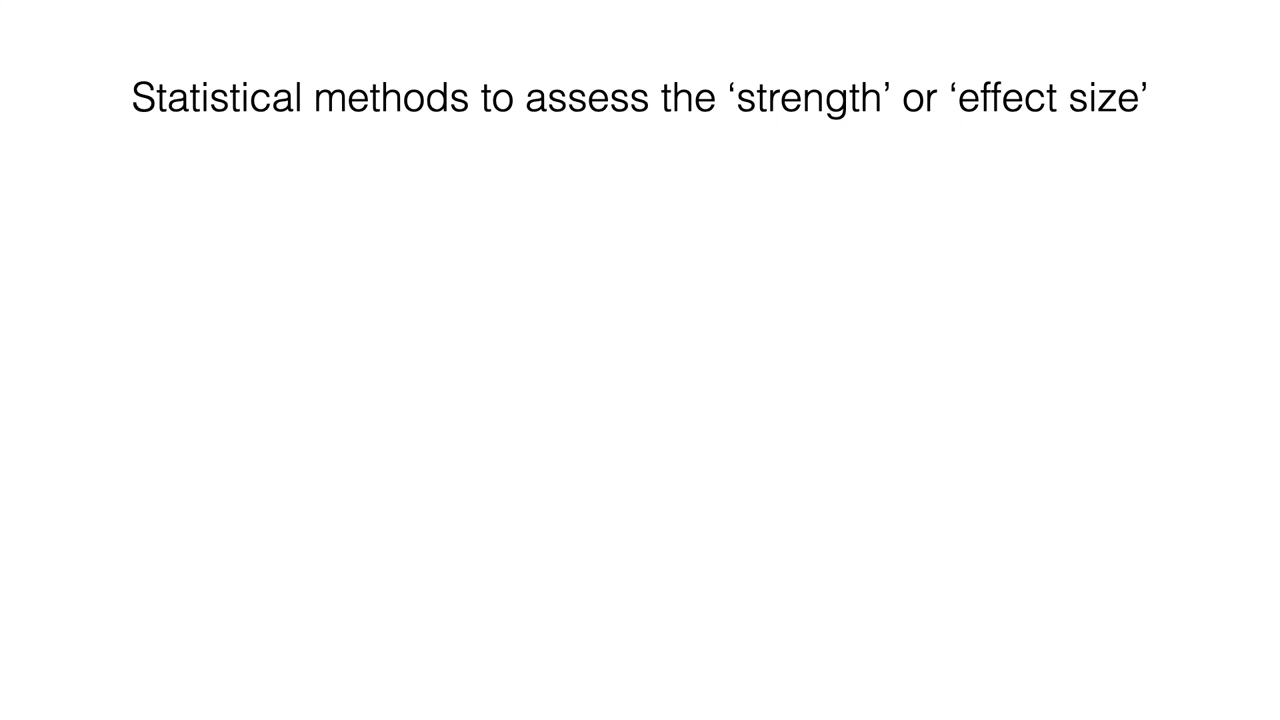 Statistical methods to assess the ‘strength’ or ‘effect size’